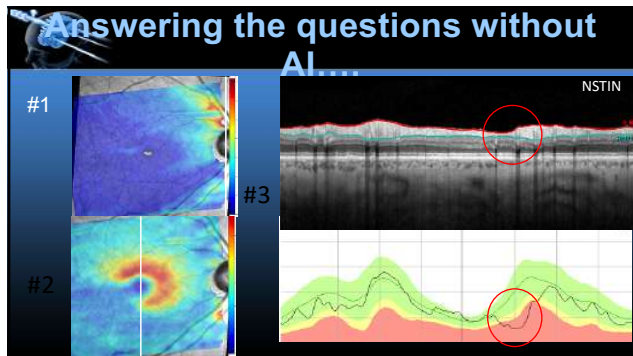 Answering the questions without
AI....
#1
NSTIN
#3
#2